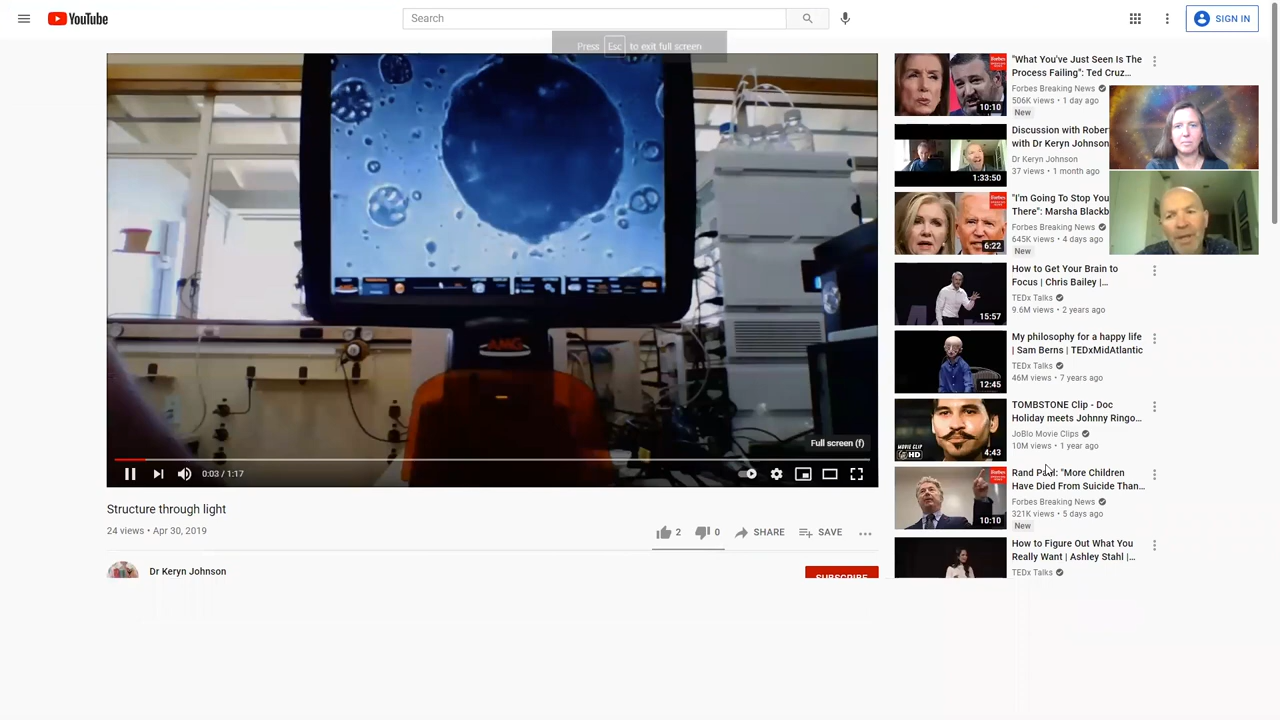 YouTube
Search
SIGN IN
Press Esc to exit full screen
AMG
Full screen (f)
0:03 / 1:17
Structure through light
24 views • Apr 30, 2019
2
0
SHARE
SAVE
Dr Keryn Johnson
SUBSCRIBE
"What You've Just Seen Is The
Process Failing": Ted Cruz...
Forbes Breaking News
506K views • 1 day ago
New
Forbes
10:10
Discussion with Rober
with Dr Keryn Johnson
Dr Keryn Johnson
37 views • 1 month ago
1:33:50
"I'm Going To Stop You
There": Marsha Blackb
Forbes Breaking News
645K views • 4 days ago
New
Forbes
6:22
How to Get Your Brain to
Focus | Chris Bailey |...
TEDx Talks
9.6M views • 2 years ago
15:57
My philosophy for a happy life
| Sam Berns | TEDxMidAtlantic
TEDx Talks
46M views • 7 years ago
12:45
TOMBSTONE Clip - Doc
Holiday meets Johnny Ringo...
JoBlo Movie Clips
10M views • 1 year ago
MOVIE CLIP
HD
4:43
Rand Paul: "More Children
Have Died From Suicide Than...
Forbes Breaking News
321K views • 5 days ago
New
Forbes
10:10
How to Figure Out What You
Really Want | Ashley Stahl |...
TEDx Talks